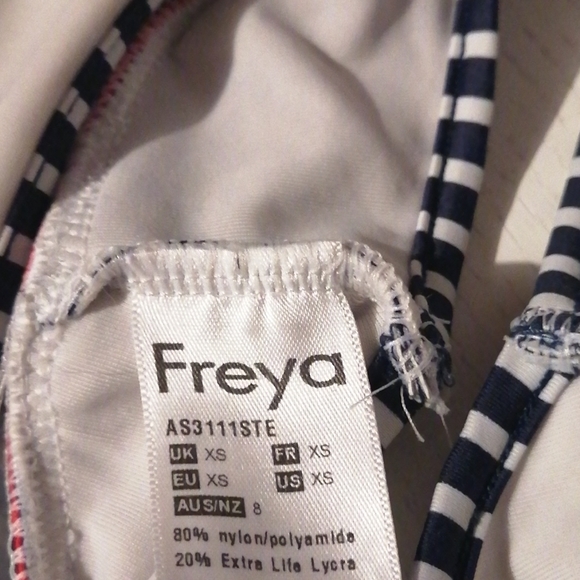 Freya
AS3111STE
UK XS FR XS
EU XS US XS
AUS/NZ 8
80% nylon/polyamide
20% Extra Life Lycra